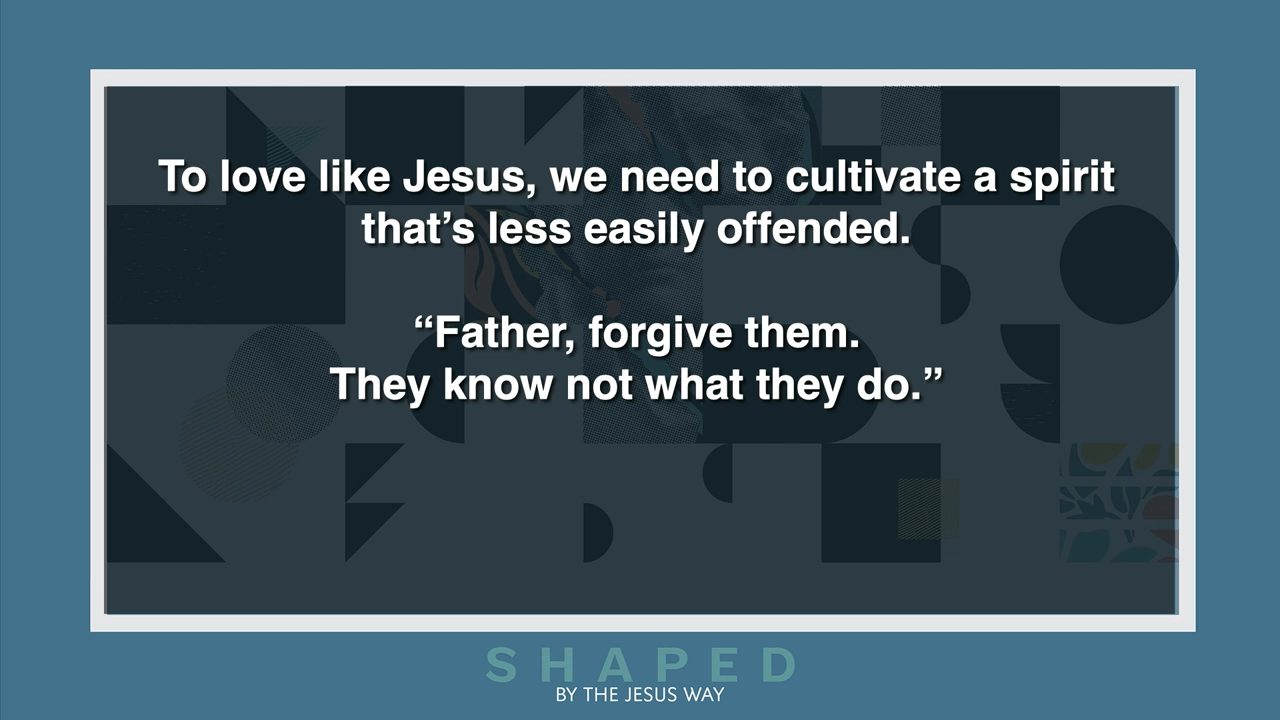 To love like Jesus, we need to cultivate a spirit
that’s less easily offended.
“Father, forgive them.
They know not what they do.”
SHAPED
BY THE JESUS WAY